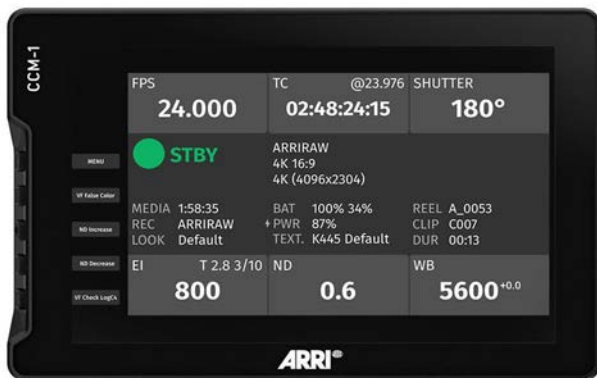 CCM-1
FPS
24.000
TC @23.976
02:48:24:15
SHUTTER
180°
STBY
ARRIRAW
4K 16:9
4K (4096x2304)
MEDIA 1:58:35
REC ARRIRAW
LOOK Default
BAT 100% 34%
PWR 87%
TEXT. K445 Default
REEL A_0053
CLIP C007
DUR 00:13
EI T 2.8 3/10
800
ND
0.6
WB
5600+0.0
MENU
VF False Color
ND Increase
ND Decrease
VF Check LogC4
ARRI®